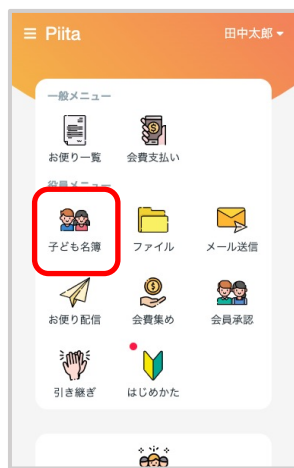 Piita
田中太郎
一般メニュー
お便り一覧 会費支払い
役員メニュー
子ども名簿 ファイル メール送信
お便り配信 会費集め 会員承認
引き継ぎ はじめかた